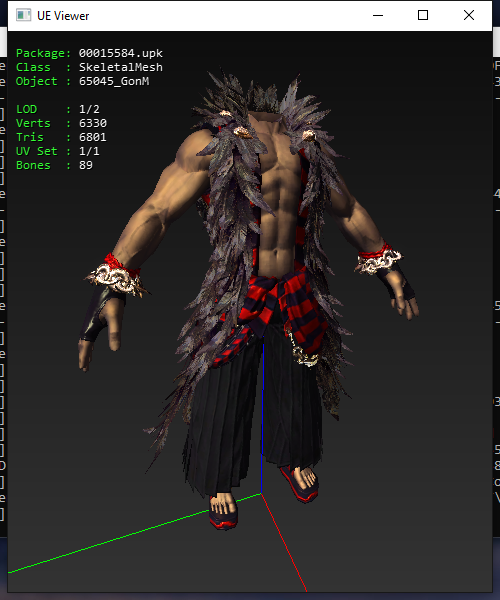 UE Viewer
Package: 00015584.upk
Class : SkeletalMesh
Object : 65045_GonM
LOD : 1/2
Verts : 6330
Tris : 6801
UV Set : 1/1
Bones : 89